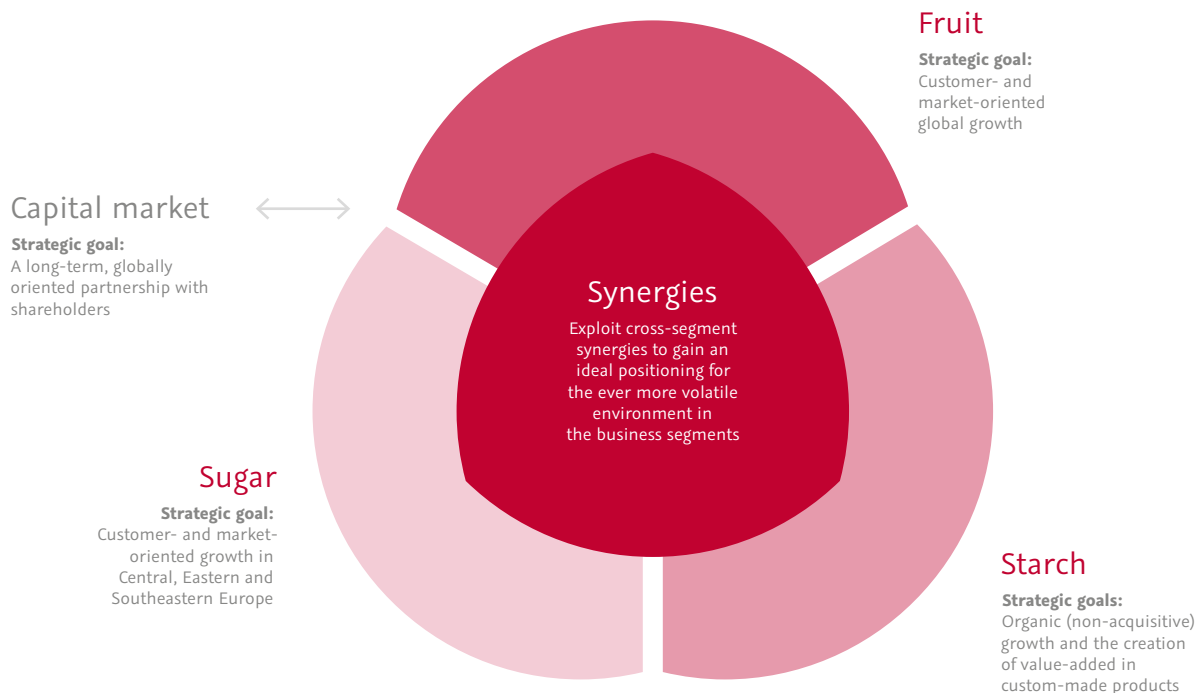 Fruit
Strategic goal:
Customer- and
market-oriented
global growth
Capital market
Strategic goal:
A long-term, globally
oriented partnership with
shareholders
Synergies
Exploit cross-segment
synergies to gain an
ideal positioning for
the ever more volatile
environment in
the business segments
Sugar
Strategic goal:
Customer- and market-
oriented growth in
Central, Eastern and
Southeastern Europe
Starch
Strategic goals:
Organic (non-acquisitive)
growth and the creation
of value-added in
custom-made products